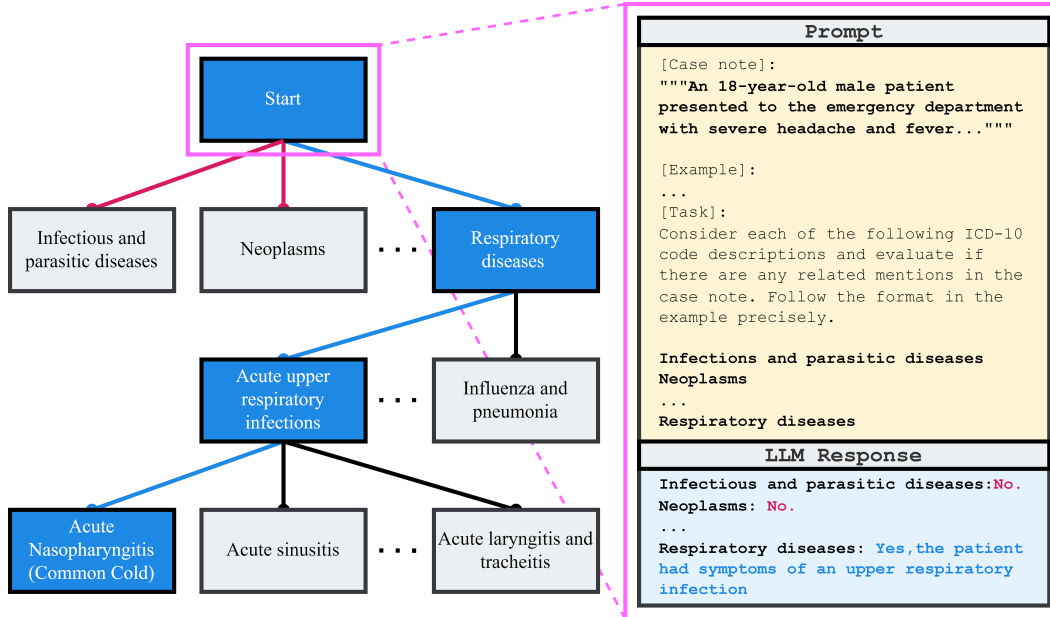 Start
Infectious and
parasitic diseases
Neoplasms
. . .
Respiratory
diseases
Acute upper
respiratory
infections
. . .
Influenza and
pneumonia
Acute
Nasopharyngitis
(Common Cold)
Acute sinusitis
. . .
Acute laryngitis and
tracheitis
Prompt
[Case note]:
"""An 18-year-old male patient
presented to the emergency department
with severe headache and fever..."""
[Example]:
...
[Task]:
Consider each of the following ICD-10
code descriptions and evaluate if
there are any related mentions in the
case note. Follow the format in the
example precisely.
Infections and parasitic diseases
Neoplasms
...
Respiratory diseases
LLM Response
Infectious and parasitic diseases:No.
Neoplasms: No.
...
Respiratory diseases: Yes,the patient
had symptoms of an upper respiratory
infection